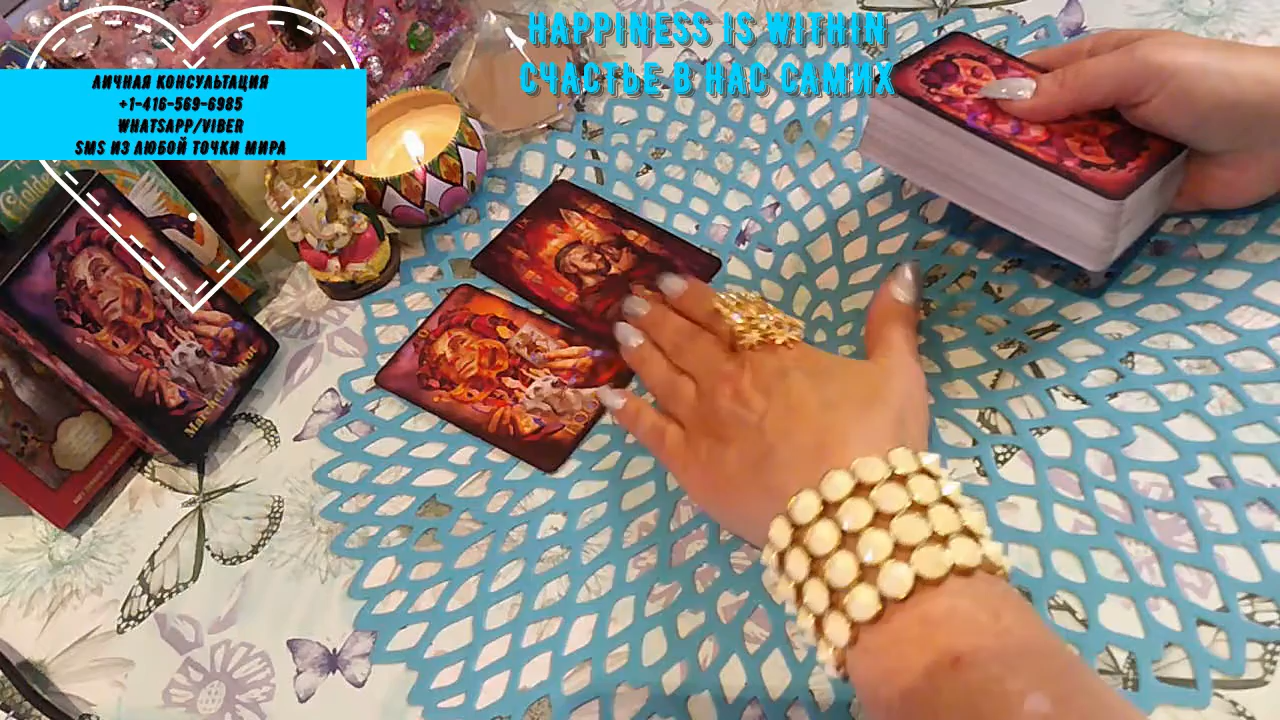 HAPPINESS IS WITHIN
СЧАСТЬЕ В НАС САМИХ
ЛИЧНАЯ КОНСУЛЬТАЦИЯ
+1-416-569-6985
WHATSAPP/VIBER
SMS ИЗ ЛЮБОЙ ТОЧКИ МИРА